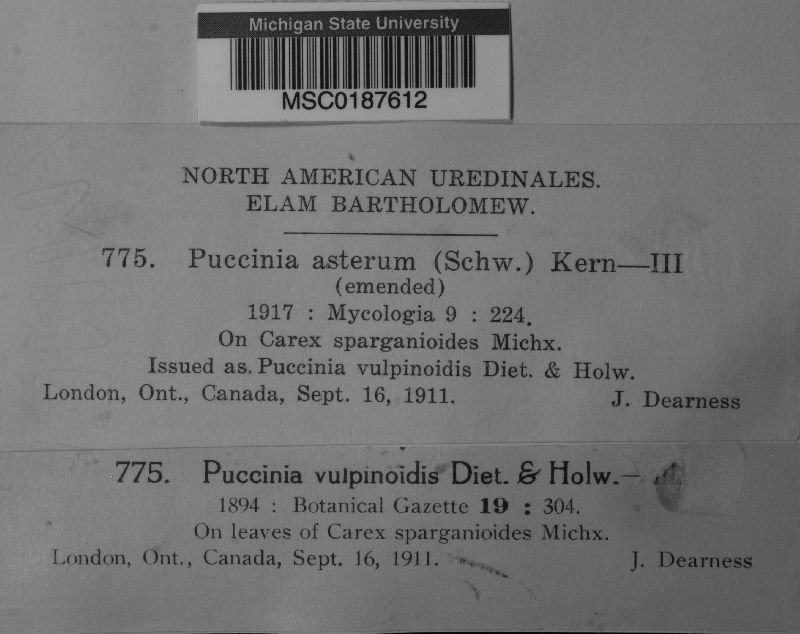 Michigan State University
MSC0187612
NORTH AMERICAN UREDINALES.
ELAM BARTHOLOMEW.
775. Puccinia asterum (Schw.) Kern—III
(emended)
1917 : Mycologia 9 : 224.
On Carex sparganioides Michx.
Issued as. Puccinia vulpinoidis Diet. & Holw.
London, Ont., Canada, Sept. 16, 1911. J. Dearness
775. Puccinia vulpinoidis Diet. & Holw.—
1894 : Botanical Gazette 19 : 304.
On leaves of Carex sparganioides Michx.
London, Ont., Canada, Sept. 16, 1911. J. Dearness